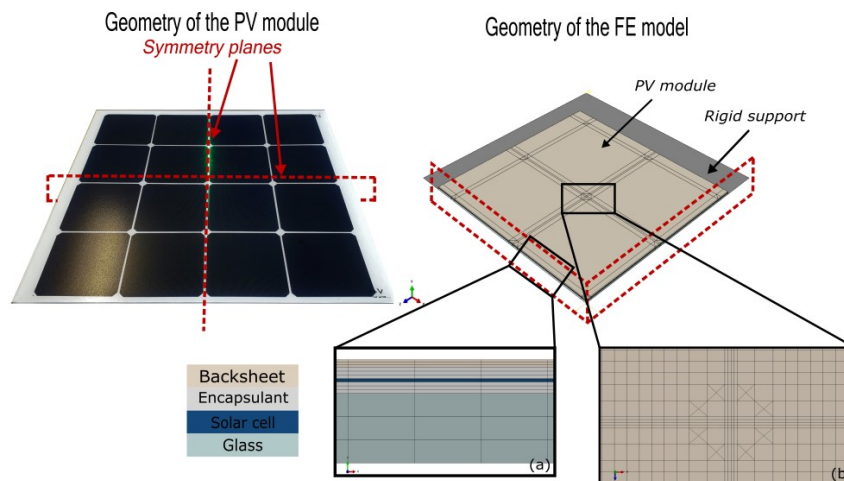 Geometry of the PV module
Symmetry planes
Geometry of the FE model
PV module
Rigid support
Backsheet
Encapsulant
Solar cell
Glass
(a)
(b)